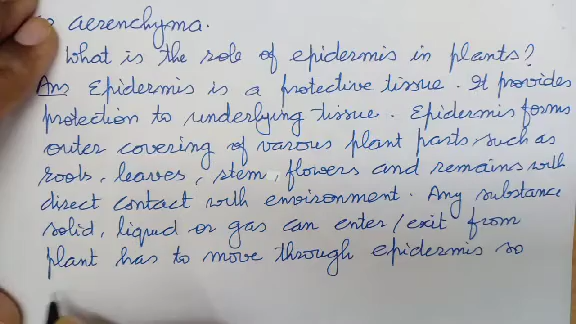 aerenchyma.
What is the role of epidermis in plants?
Ans Epidermis is a protective tissue. It provides
protection to underlying tissue. Epidermis forms
outer covering of various plant parts such as
roots, leaves, stem, flowers and remains with
direct contact with environment. Any substance
solid, liquid or gas can enter/exit from
plant has to move through epidermis so